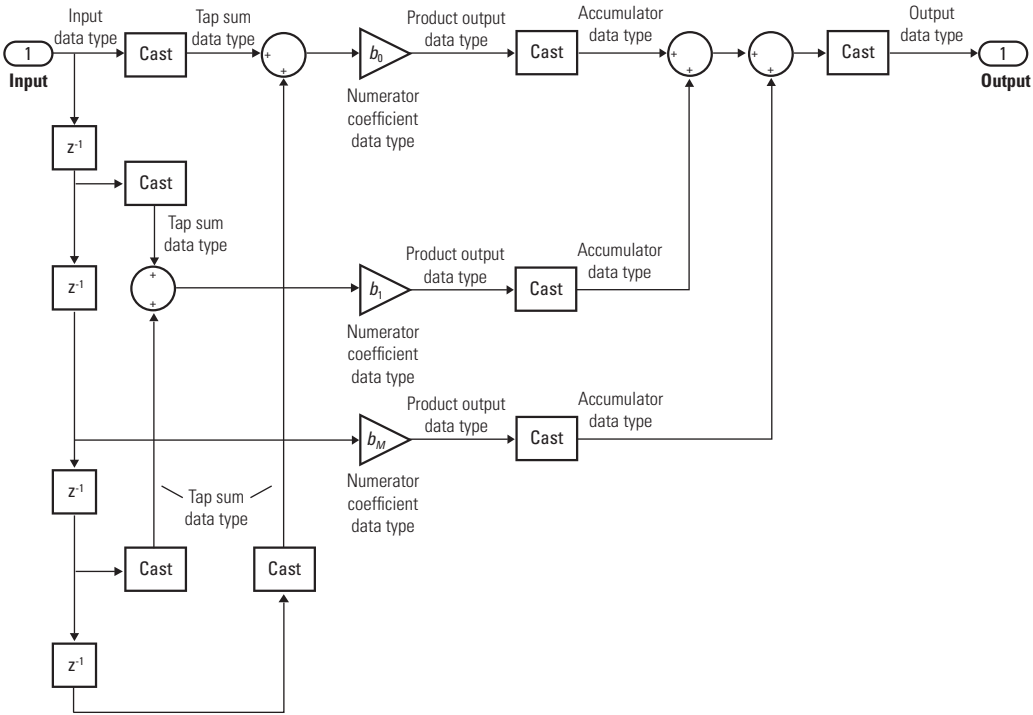 Input
data type
Tap sum
data type
Product output
data type
Accumulator
data type
Output
data type
1
Input
Cast
+
+
b0
Cast
+
+
+
+
Cast
1
Output
Numerator
coefficient
data type
z-1
Cast
Tap sum
data type
z-1
+
+
b1
Product output
data type
Cast
Accumulator
data type
Numerator
coefficient
data type
bM
Product output
data type
Cast
Accumulator
data type
Numerator
coefficient
data type
z-1
Tap sum
data type
Cast
Cast
z-1